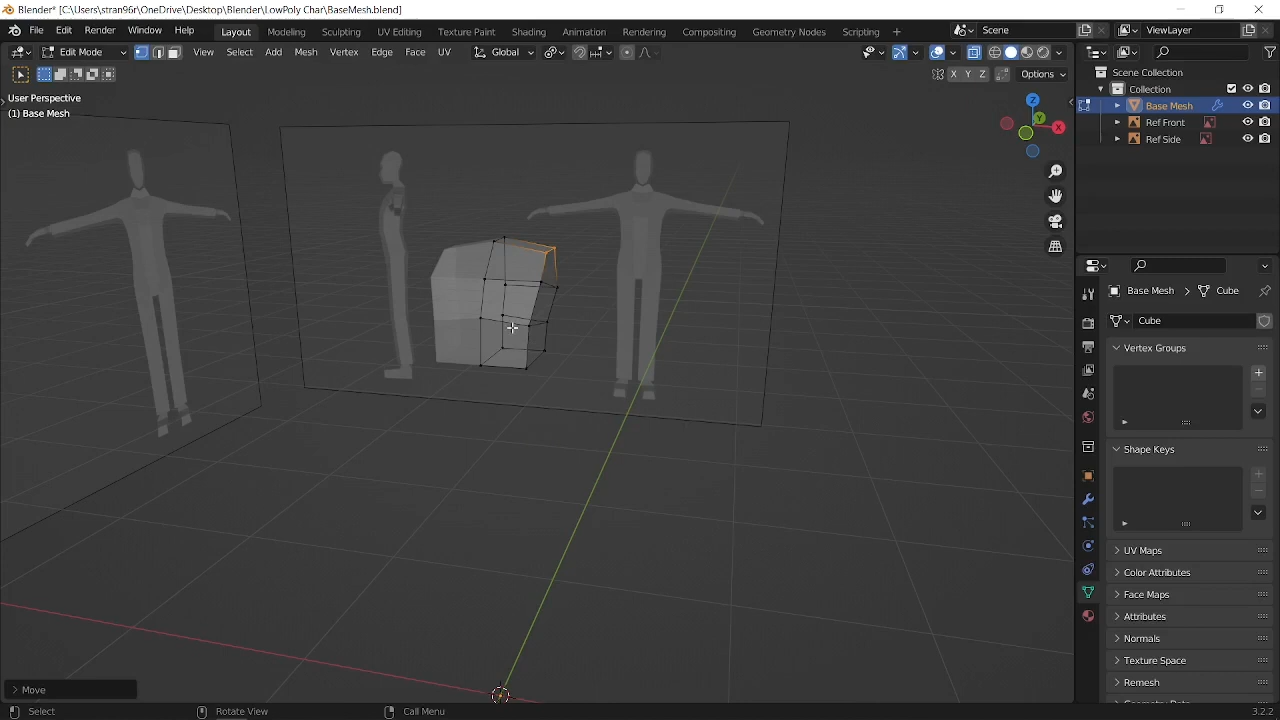 Blender* [C:\Users\stran96r\OneDrive\Desktop\Blender\LowPoly Char\BaseMesh.blend]
File Edit Render Window Help Layout Modeling Sculpting UV Editing Texture Paint Shading Animation Rendering Compositing Geometry Nodes Scripting + Scene ViewLayer
Edit Mode View Select Add Mesh Vertex Edge Face UV Global
X Y Z Options
User Perspective
(1) Base Mesh
Scene Collection
Collection
Base Mesh
Ref Front
Ref Side
Z
Y
X
Base Mesh > Cube
Cube
Vertex Groups
Shape Keys
UV Maps
Color Attributes
Face Maps
Attributes
Normals
Texture Space
Remesh
> Move
Select Rotate View Call Menu 3.2.2